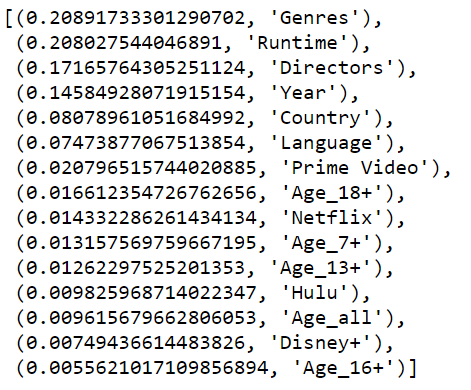 [(0.20891733301290702, 'Genres'),
(0.208027544046891, 'Runtime'),
(0.17165764305251124, 'Directors'),
(0.14584928071915154, 'Year'),
(0.08078961051684992, 'Country'),
(0.07473877067513854, 'Language'),
(0.020796515744020885, 'Prime Video'),
(0.016612354726762656, 'Age_18+'),
(0.014332286261434134, 'Netflix'),
(0.013157569759667195, 'Age_7+'),
(0.01262297525201353, 'Age_13+'),
(0.009825968714022347, 'Hulu'),
(0.009615679662806053, 'Age_all'),
(0.00749436614483826, 'Disney+'),
(0.0055621017109856894, 'Age_16+')]